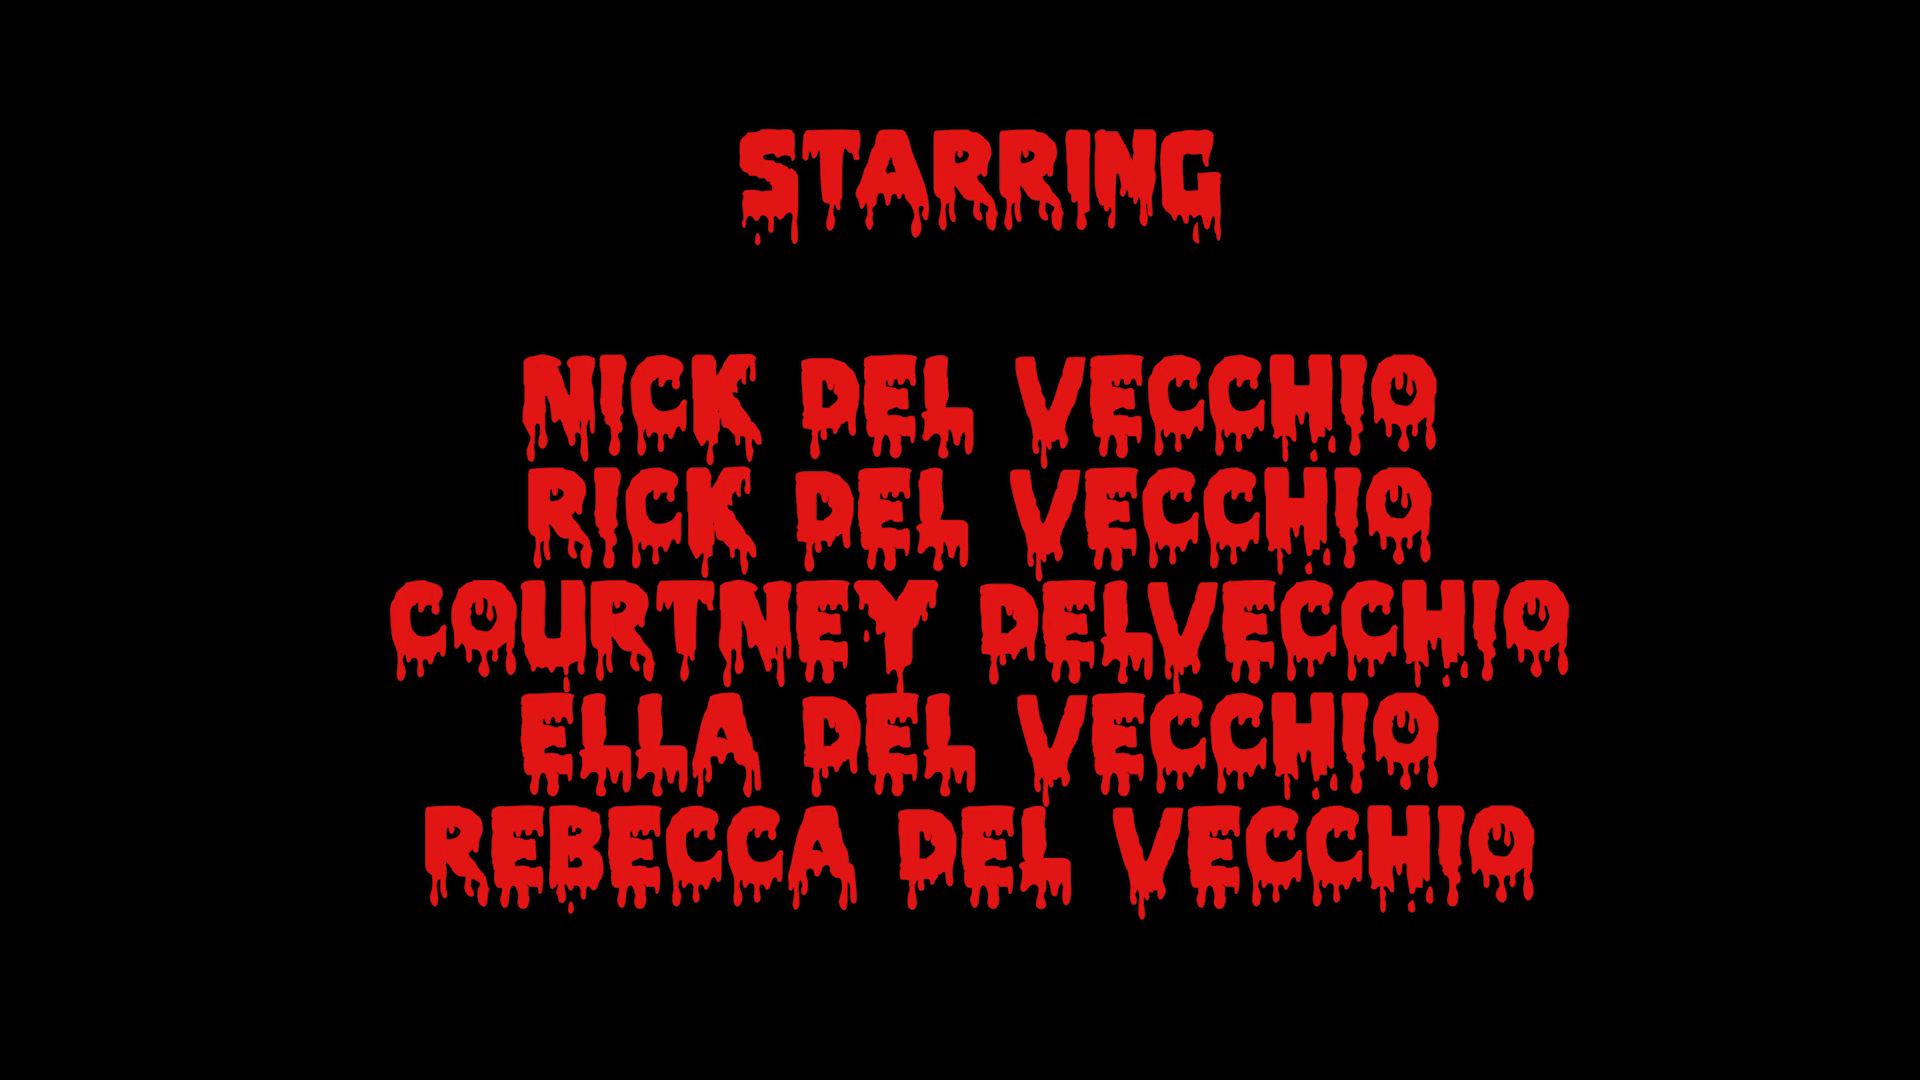 STARRING
NICK DEL VECCHIO
RICK DEL VECCHIO
COURTNEY DELVECCHIO
ELLA DEL VECCHIO
REBECCA DEL VECCHIO